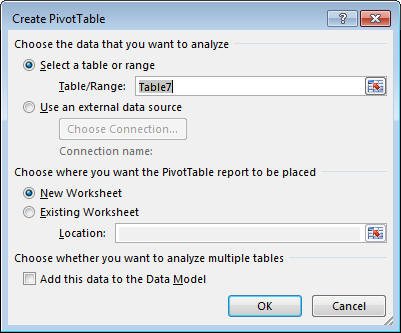 Create PivotTable
Choose the data that you want to analyze
Select a table or range
Table/Range: Table7
Use an external data source
Choose Connection...
Connection name:
Choose where you want the PivotTable report to be placed
New Worksheet
Existing Worksheet
Location:
Choose whether you want to analyze multiple tables
Add this data to the Data Model
OK Cancel